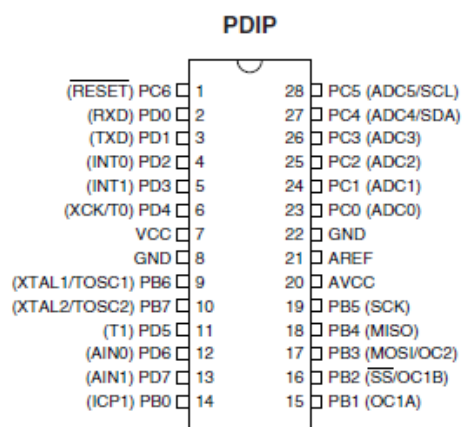 PDIP
(RESET) PC6 1 28 PC5 (ADC5/SCL)
(RXD) PD0 2 27 PC4 (ADC4/SDA)
(TXD) PD1 3 26 PC3 (ADC3)
(INT0) PD2 4 25 PC2 (ADC2)
(INT1) PD3 5 24 PC1 (ADC1)
(XCK/T0) PD4 6 23 PC0 (ADC0)
VCC 7 22 GND
GND 8 21 AREF
(XTAL1/TOSC1) PB6 9 20 AVCC
(XTAL2/TOSC2) PB7 10 19 PB5 (SCK)
(T1) PD5 11 18 PB4 (MISO)
(AIN0) PD6 12 17 PB3 (MOSI/OC2)
(AIN1) PD7 13 16 PB2 (SS/OC1B)
(ICP1) PB0 14 15 PB1 (OC1A)